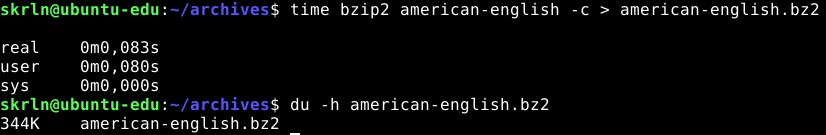 skrln@ubuntu-edu:~/archives$ time bzip2 american-english -c > american-english.bz2
real    0m0,083s
user    0m0,080s
sys     0m0,000s
skrln@ubuntu-edu:~/archives$ du -h american-english.bz2
344K    american-english.bz2